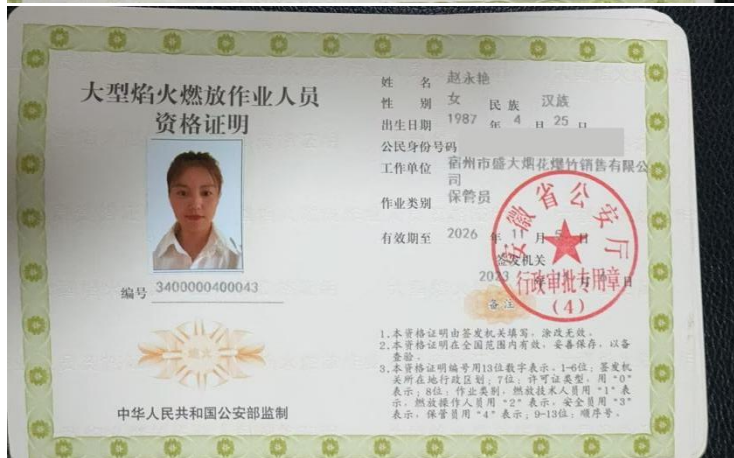 大型焰火燃放作业人员
资格证明
编号 3400000400043
焰火
中华人民共和国公安部监制
姓 名 赵永艳
性 别 女 民 族 汉族
出生日期 1987 年 4 月 25 日
公民身份号码
工作单位 宿州市盛大烟花爆竹销售有限公
司
作业类别 保管员
有效期至 2026 年 11 月 日
签发机关
2023 年 月 日
安徽省公安厅
行政审批专用章
(4)
备注
1.本资格证明由签发机关填写,涂改无效。
2.本资格证明在全国范围内有效,妥善保存,以备
查验。
3.本资格证明编号用13位数字表示,1-6位:签发机
关所在地行政区划;7位:许可证类型,用“0”
表示;8位:作业类别,燃放技术人员用“1”表
示,燃放操作人员用“2”表示,安全员用“3”
表示,保管员用“4”表示;9-13位:顺序号。